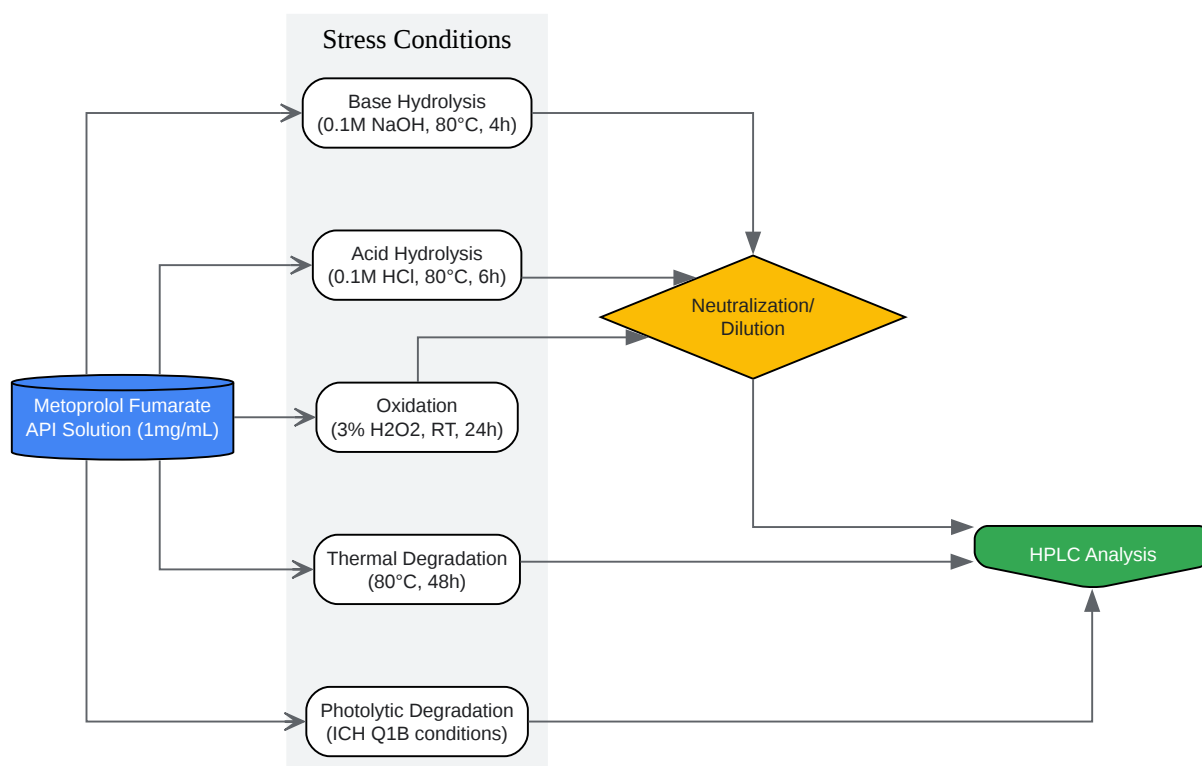 Stress Conditions
Base Hydrolysis
(0.1M NaOH, 80°C, 4h)
Acid Hydrolysis
(0.1M HCl, 80°C, 6h)
Neutralization/
Dilution
Metoprolol Fumarate
API Solution (1mg/mL)
Oxidation
(3% H2O2, RT, 24h)
Thermal Degradation
(80°C, 48h)
HPLC Analysis
Photolytic Degradation
(ICH Q1B conditions)